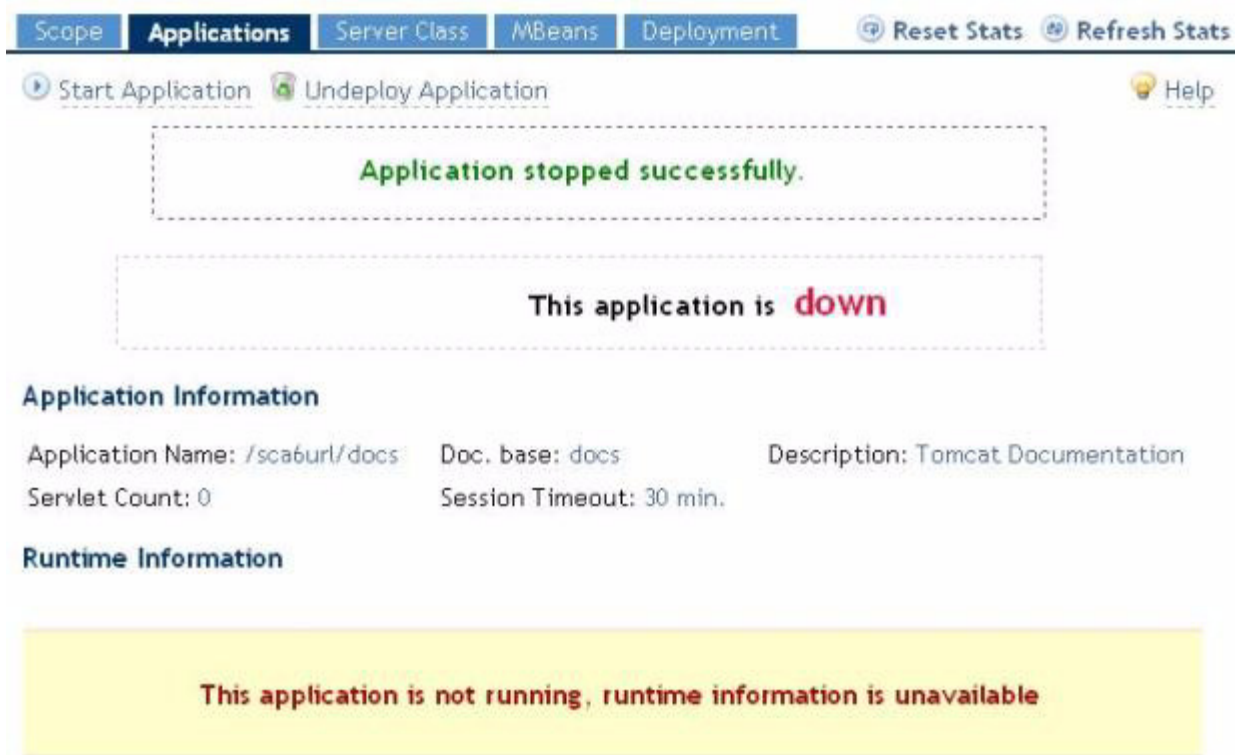 Scope Applications Server Class MBeans Deployment Reset Stats Refresh Stats
Start Application Undeploy Application Help
Application stopped successfully.
This application is down
Application Information
Application Name: /sca6url/docs Doc. base: docs Description: Tomcat Documentation
Servlet Count: 0 Session Timeout: 30 min.
Runtime Information
This application is not running, runtime information is unavailable